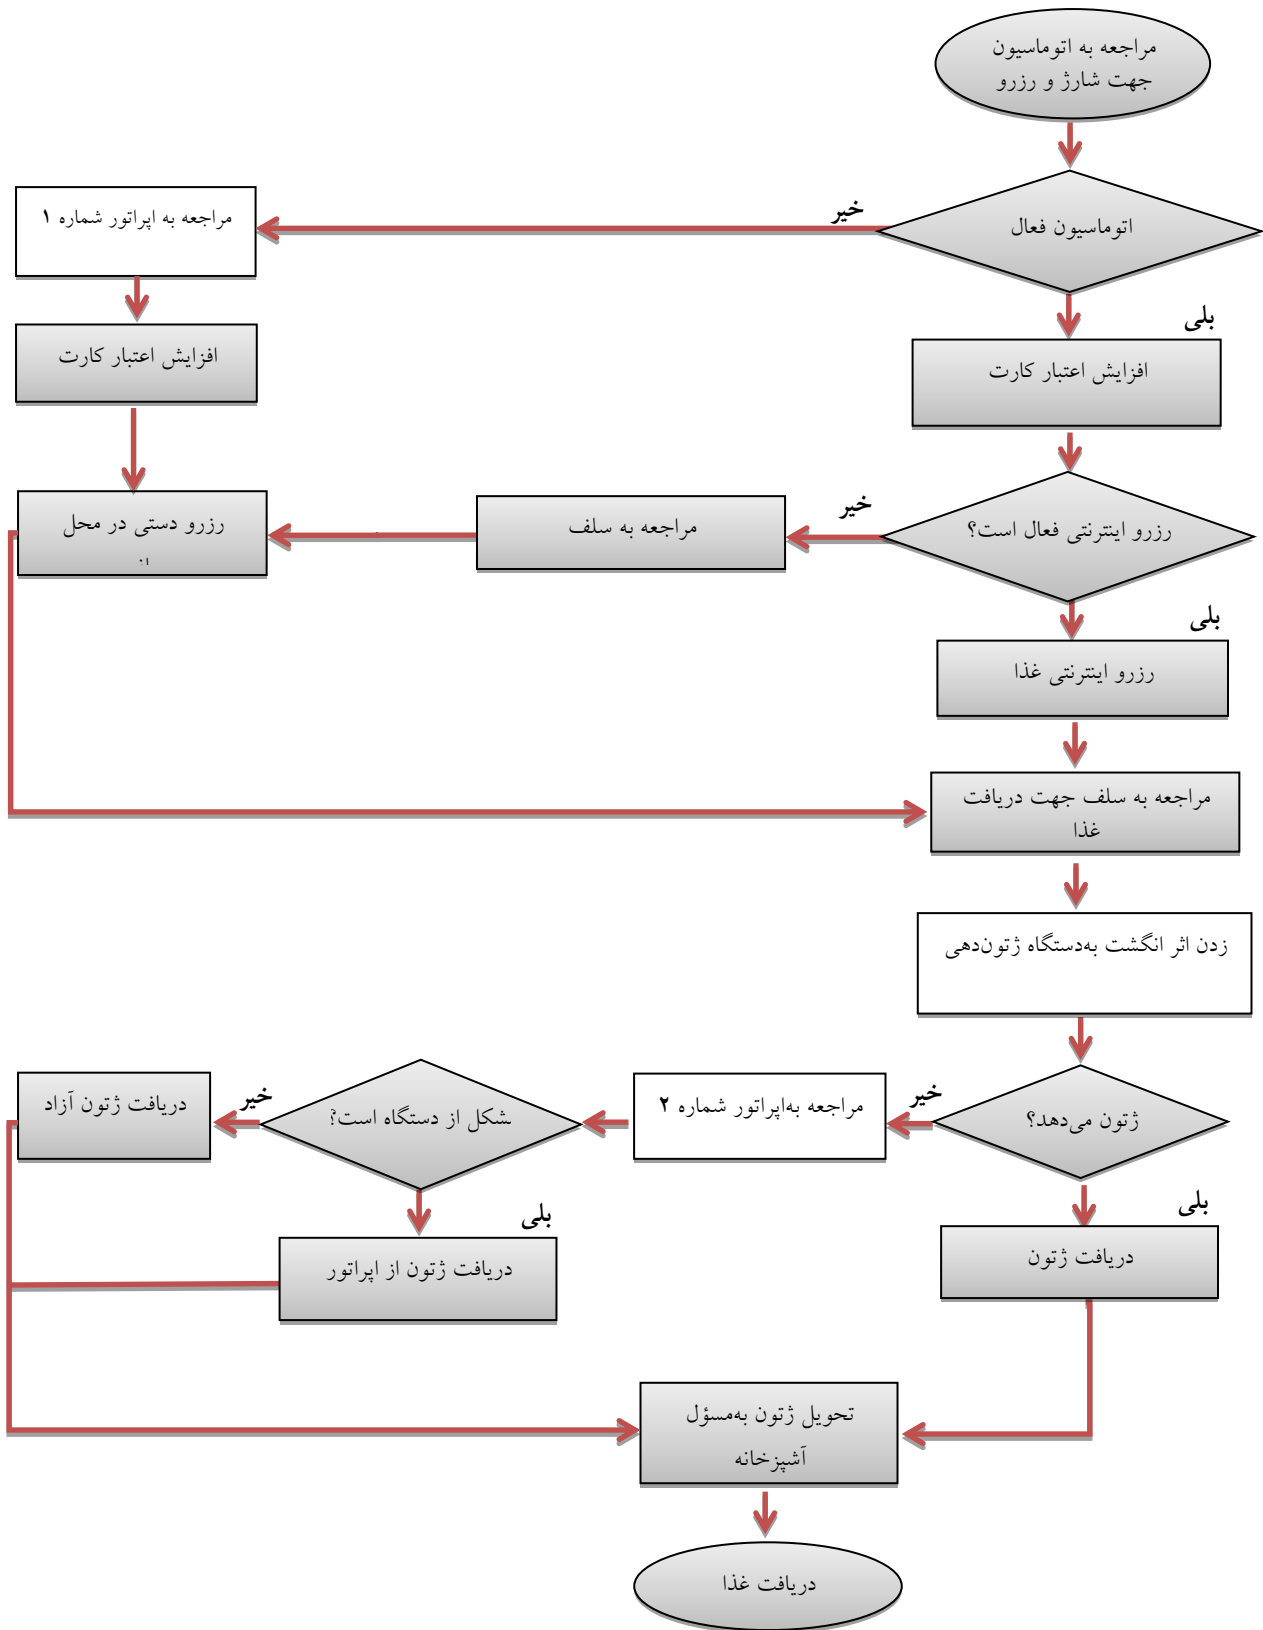 مراجعه به اتوماسیون
جهت شارژ و رزرو
اتوماسیون فعال
خیر
مراجعه به اپراتور شماره ۱
افزایش اعتبار کارت
بلی
افزایش اعتبار کارت
رزرو اینترنتی فعال است؟
خیر
مراجعه به سلف
رزرو دستی در محل
بلی
رزرو اینترنتی غذا
مراجعه به سلف جهت دریافت
غذا
زدن اثر انگشت به‌دستگاه ژتون‌دهی
ژتون می‌دهد؟
خیر
مراجعه به‌اپراتور شماره ۲
شکل از دستگاه است؟
خیر
دریافت ژتون آزاد
بلی
دریافت ژتون
بلی
دریافت ژتون از اپراتور
تحویل ژتون به‌مسؤل
آشپزخانه
دریافت غذا